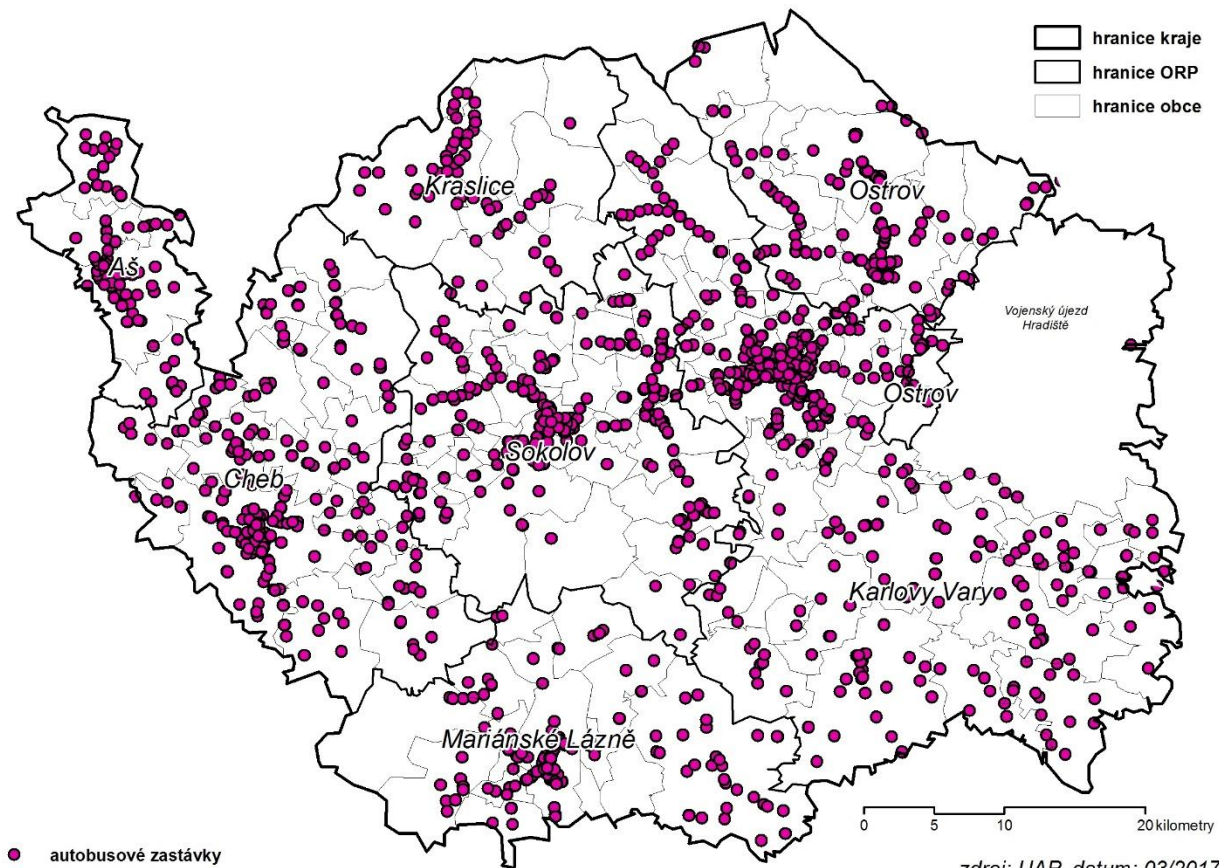 hranice kraje
hranice ORP
hranice obce
Kraslice
Ostrov
Aš
Vojenský újezd
Hradiště
Ostrov
Sokolov
Cheb
Karlovy Vary
Mariánské Lázně
0 5 10 20 kilometry
autobusové zastávky
zdroj: UAP, datum: 03/2017